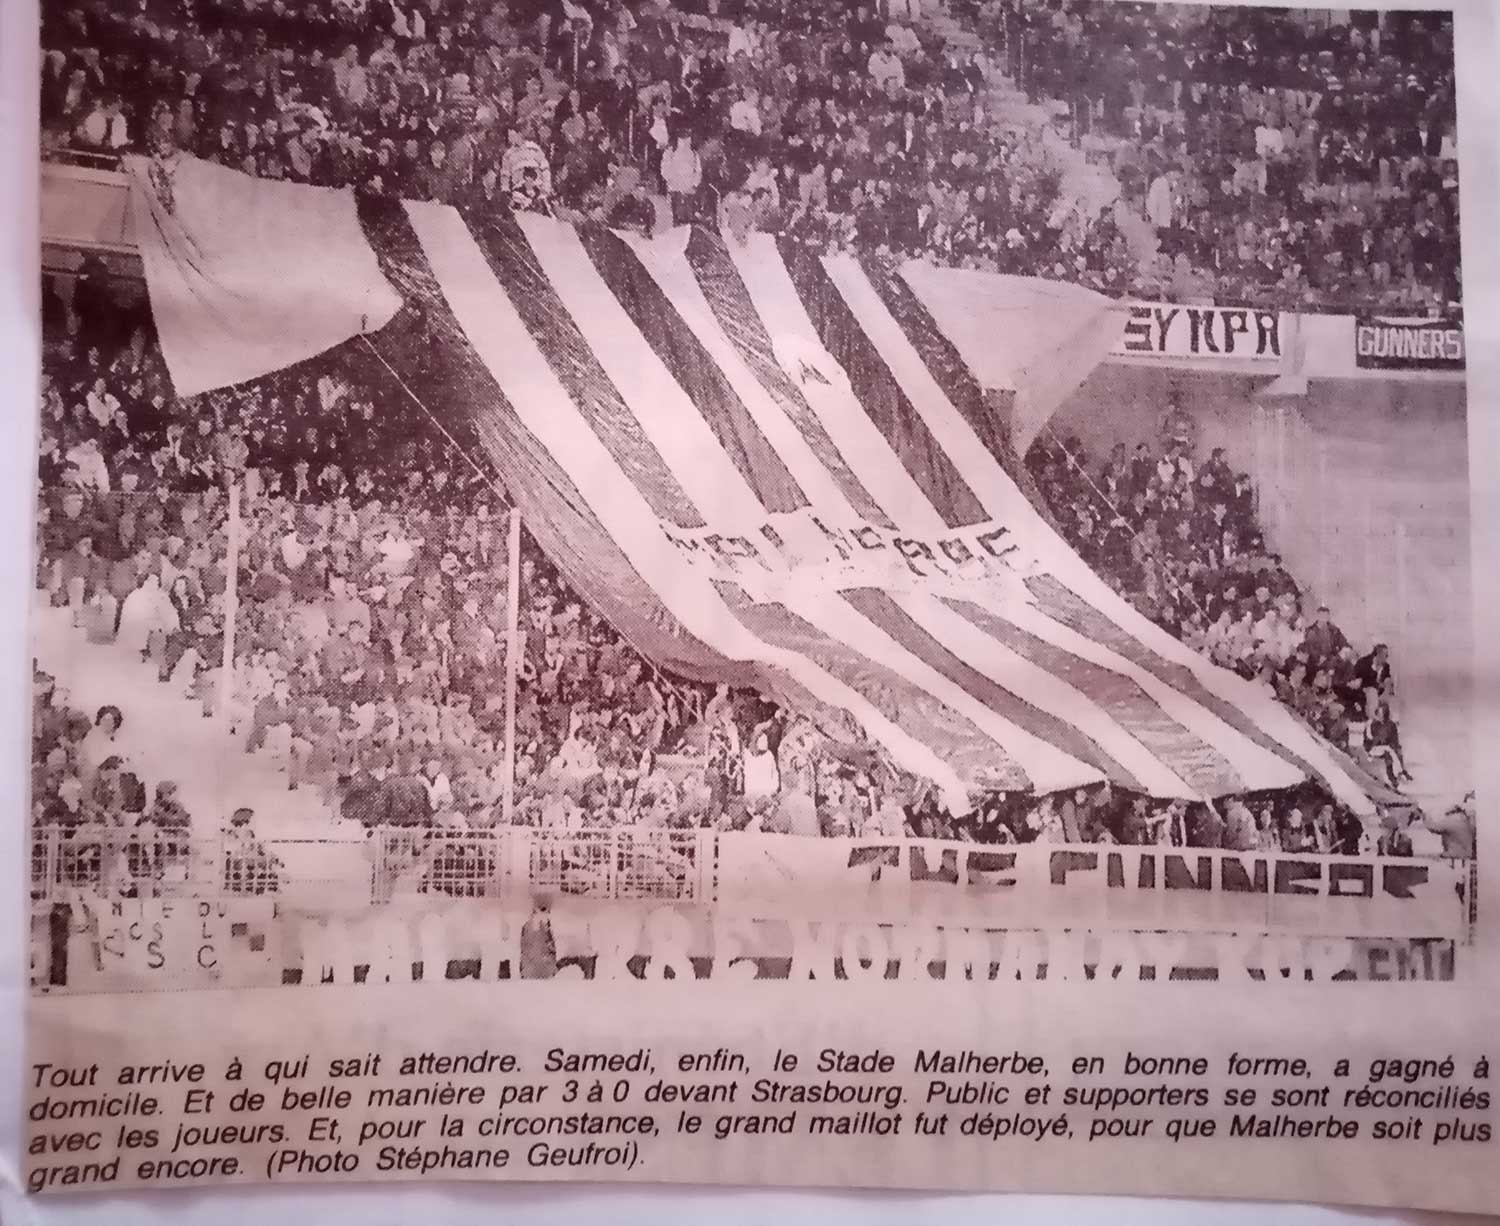 SYMPA
GUNNERS
MALHERBE
THE GUNNERS
Tout arrive à qui sait attendre. Samedi, enfin, le Stade Malherbe, en bonne forme, a gagné à
domicile. Et de belle manière par 3 à 0 devant Strasbourg. Public et supporters se sont réconciliés
avec les joueurs. Et, pour la circonstance, le grand maillot fut déployé, pour que Malherbe soit plus
grand encore. (Photo Stéphane Geufroi).